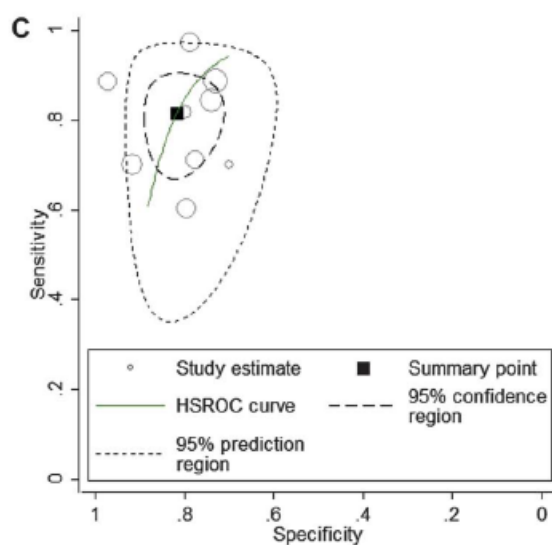 C
1
.8
.6
.4
.2
0
Sensitivity
Study estimate
Summary point
HSROC curve
95% confidence
region
95% prediction
region
1
.8
.6
.4
.2
0
Specificity